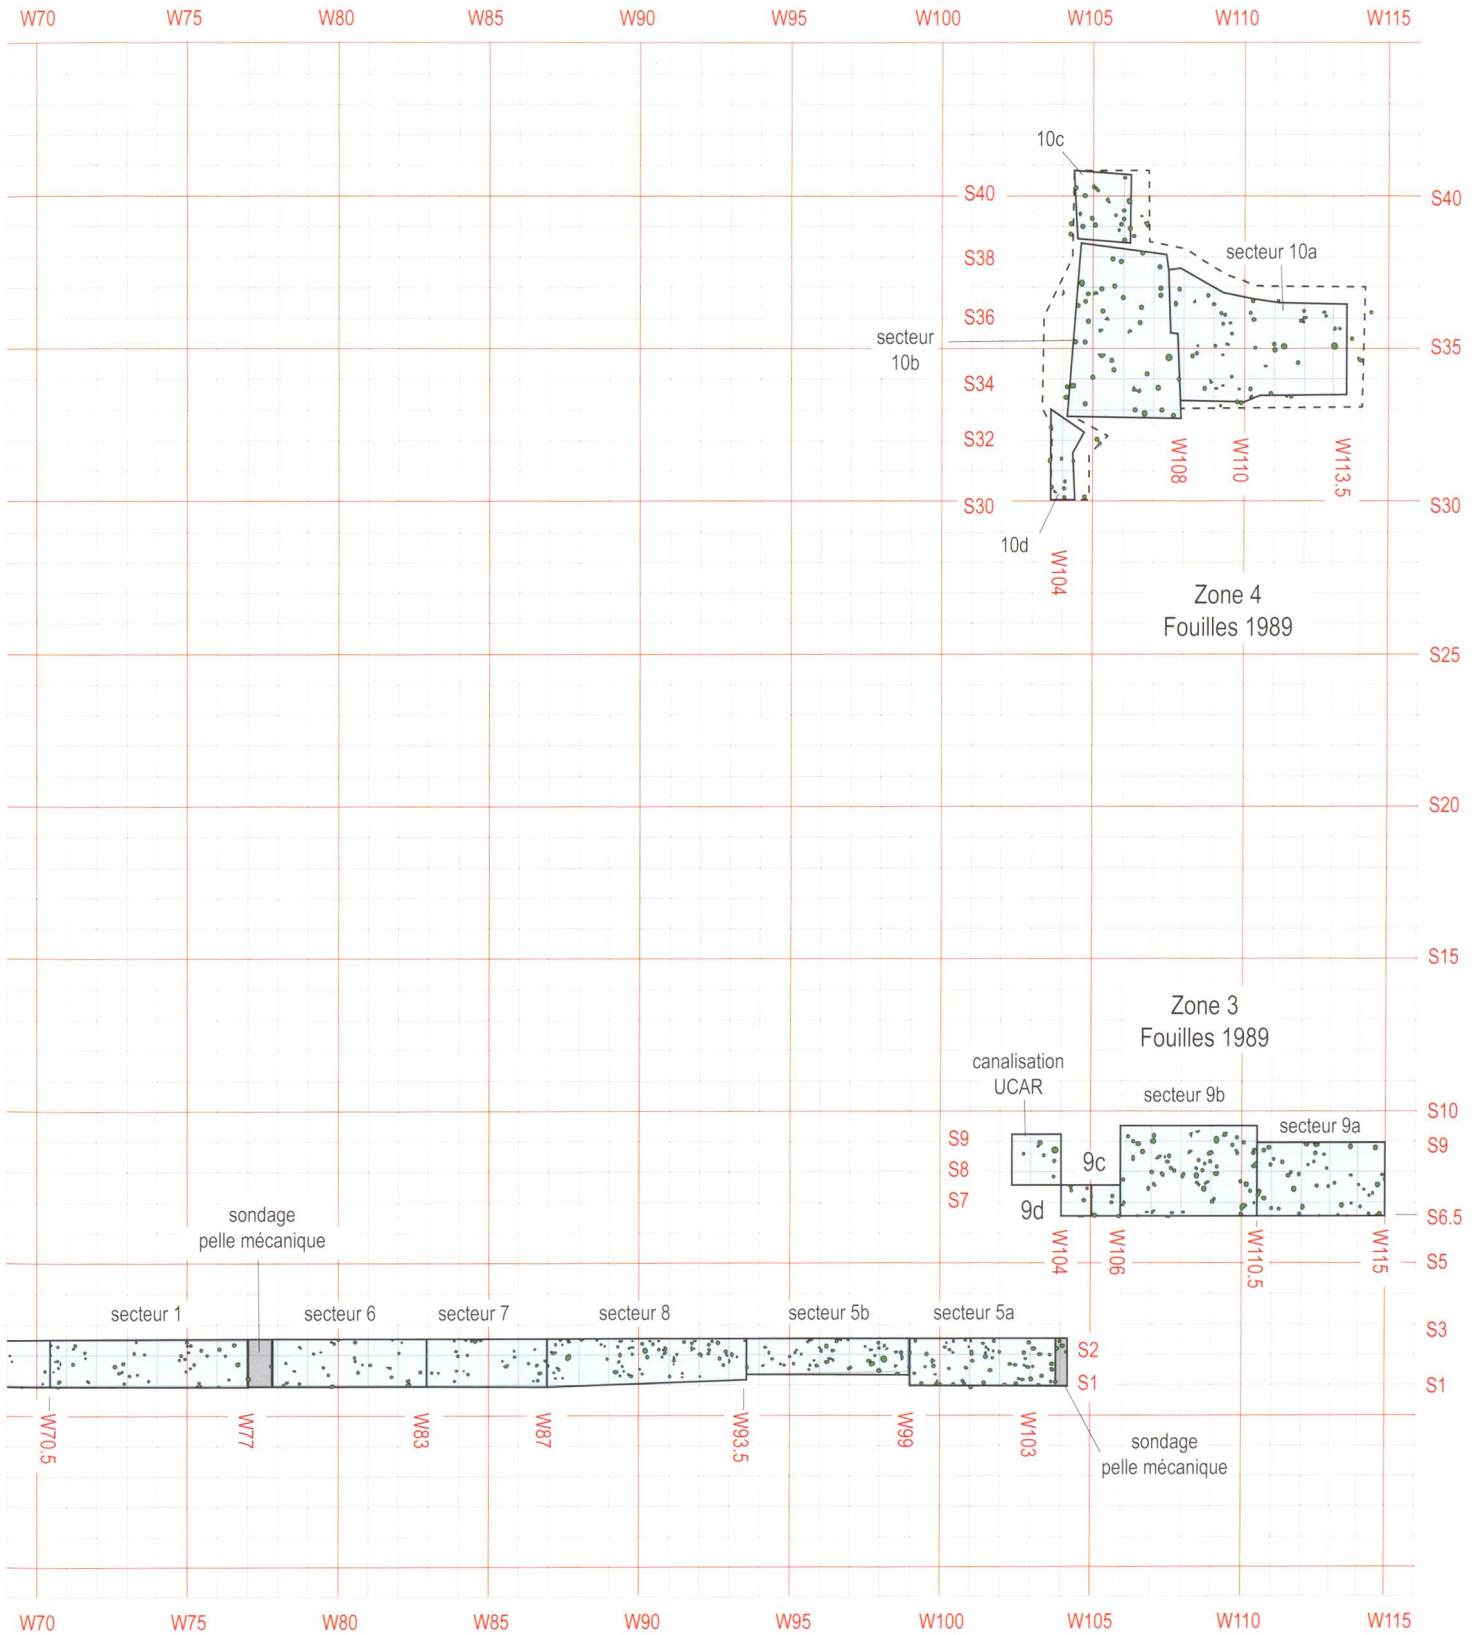 W70 W75 W80 W85 W90 W95 W100 W105 W110 W115
10c
S40 S40
secteur 10a
S38
S36
secteur
10b
S35
S34
S32
W108 W110 W113.5
S30 S30
10d
W104
Zone 4
Fouilles 1989
S25
S20
S15
Zone 3
Fouilles 1989
canalisation
UCAR
secteur 9b
S10
secteur 9a
S9 S9
9c
S8
S7
9d
S6.5
sondage
pelle mécanique
W104 W106 W110.5 W115
S5
secteur 1 secteur 6 secteur 7 secteur 8 secteur 5b secteur 5a
S3
S2
S1 S1
W70.5 W77 W83 W87 W93.5 W99 W103
sondage
pelle mécanique
W70 W75 W80 W85 W90 W95 W100 W105 W110 W115